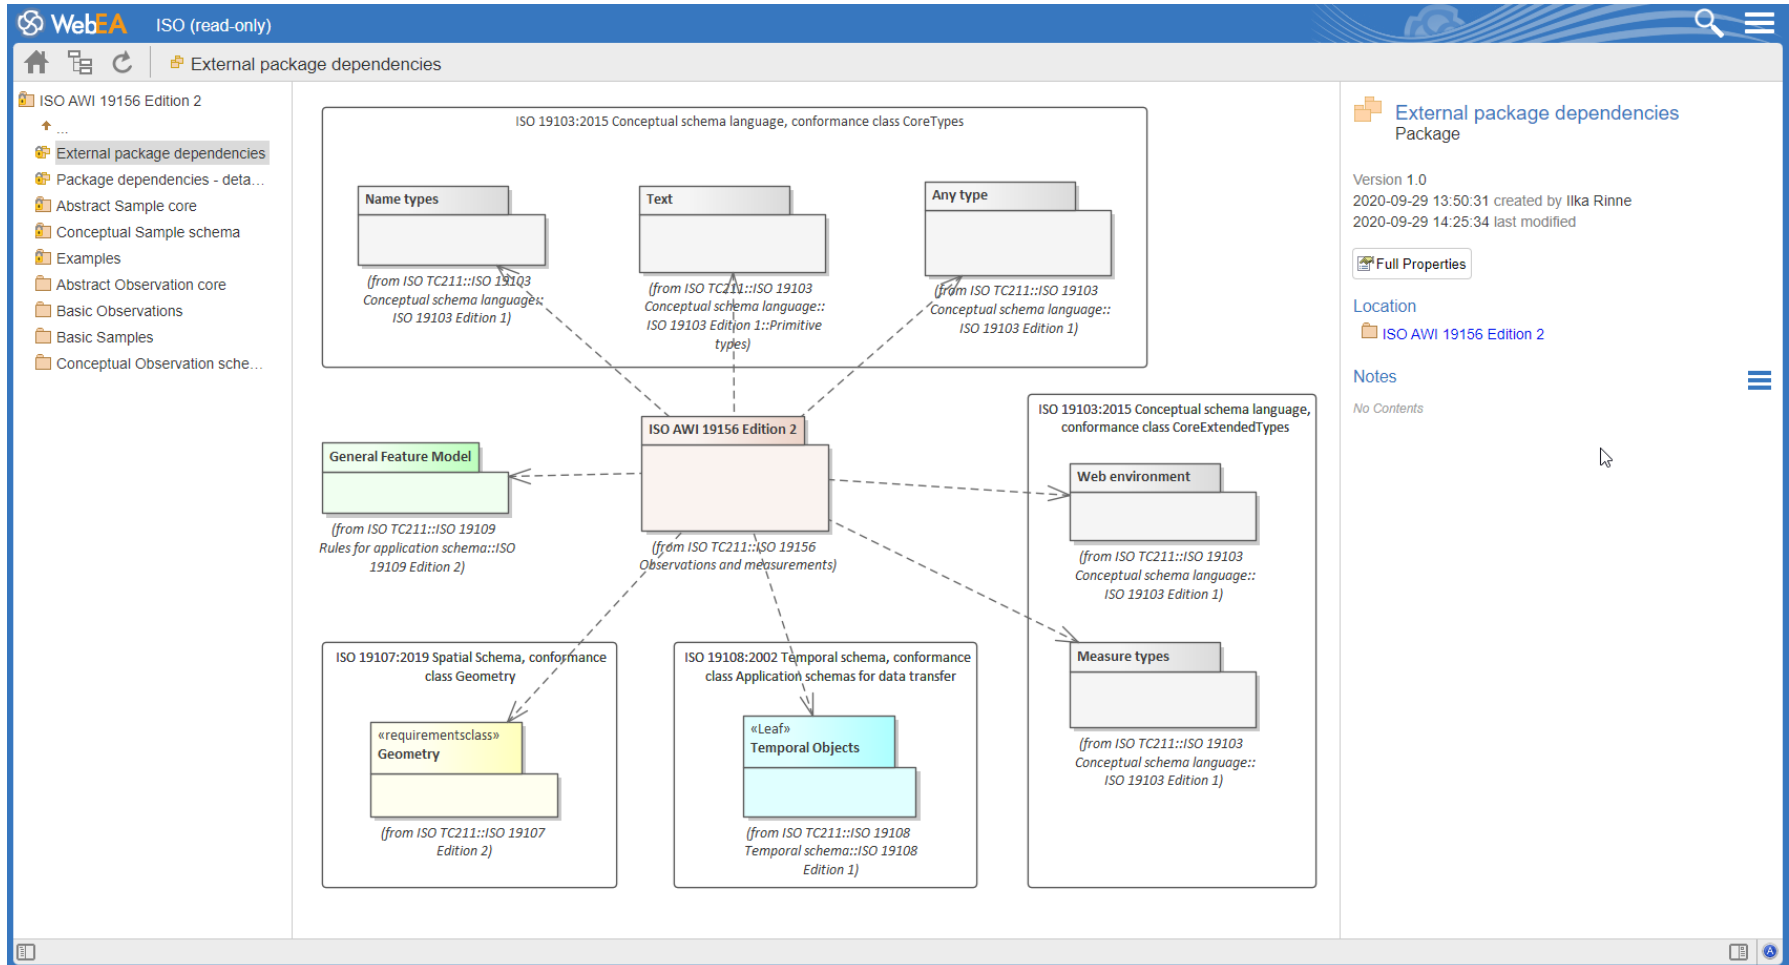 WebEA
ISO (read-only)
External package dependencies
ISO AWI 19156 Edition 2
...
External package dependencies
Package dependencies - deta...
Abstract Sample core
Conceptual Sample schema
Examples
Abstract Observation core
Basic Observations
Basic Samples
Conceptual Observation sche...
ISO 19103:2015 Conceptual schema language, conformance class CoreTypes
Name types
(from ISO TC211::ISO 19103
Conceptual schema language::
ISO 19103 Edition 1)
Text
(from ISO TC211::ISO 19103
Conceptual schema language::
ISO 19103 Edition 1::Primitive
types)
Any type
(from ISO TC211::ISO 19103
Conceptual schema language::
ISO 19103 Edition 1)
ISO AWI 19156 Edition 2
(from ISO TC211::ISO 19156
Observations and measurements)
General Feature Model
(from ISO TC211::ISO 19109
Rules for application schema::ISO
19109 Edition 2)
ISO 19103:2015 Conceptual schema language,
conformance class CoreExtendedTypes
Web environment
(from ISO TC211::ISO 19103
Conceptual schema language::
ISO 19103 Edition 1)
Measure types
(from ISO TC211::ISO 19103
Conceptual schema language::
ISO 19103 Edition 1)
ISO 19107:2019 Spatial Schema, conformance
class Geometry
«requirementsclass»
Geometry
(from ISO TC211::ISO 19107
Edition 2)
ISO 19108:2002 Temporal schema, conformance
class Application schemas for data transfer
«Leaf»
Temporal Objects
(from ISO TC211::ISO 19108
Temporal schema::ISO 19108
Edition 1)
External package dependencies
Package
Version 1.0
2020-09-29 13:50:31 created by Ilka Rinne
2020-09-29 14:25:34 last modified
Full Properties
Location
ISO AWI 19156 Edition 2
Notes
No Contents
A